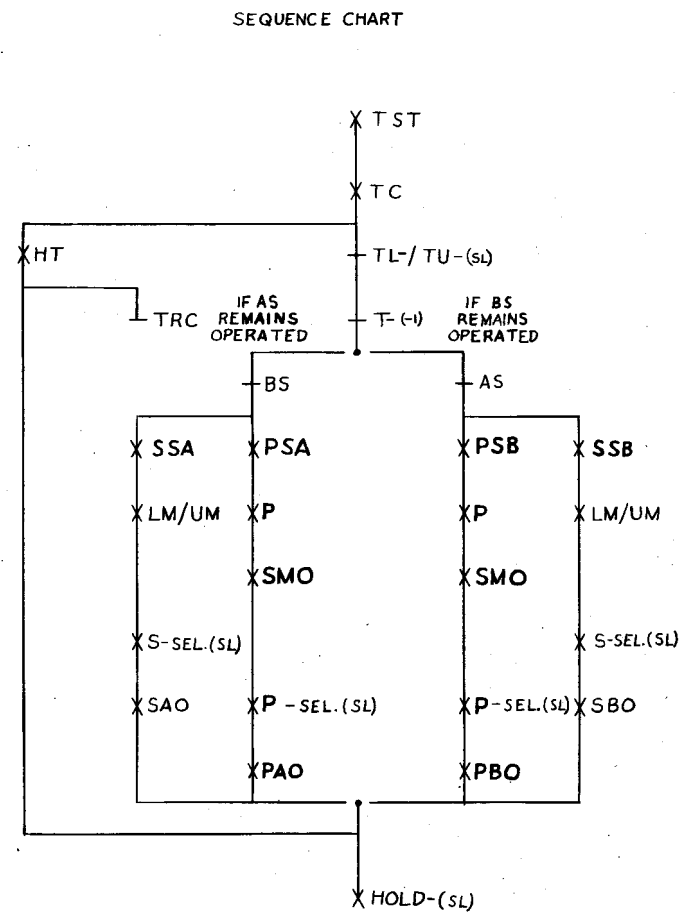 SEQUENCE CHART
TST
TC
HT
TL-/TU-(SL)
TRC
IF AS
REMAINS
OPERATED
T-(-1)
IF BS
REMAINS
OPERATED
BS
AS
SSA
PSA
PSB
SSB
LM/UM
P
P
LM/UM
SMO
SMO
S-SEL.(SL)
S-SEL.(SL)
SAO
P-SEL.(SL)
P-SEL.(SL)
SBO
PAO
PBO
HOLD-(SL)